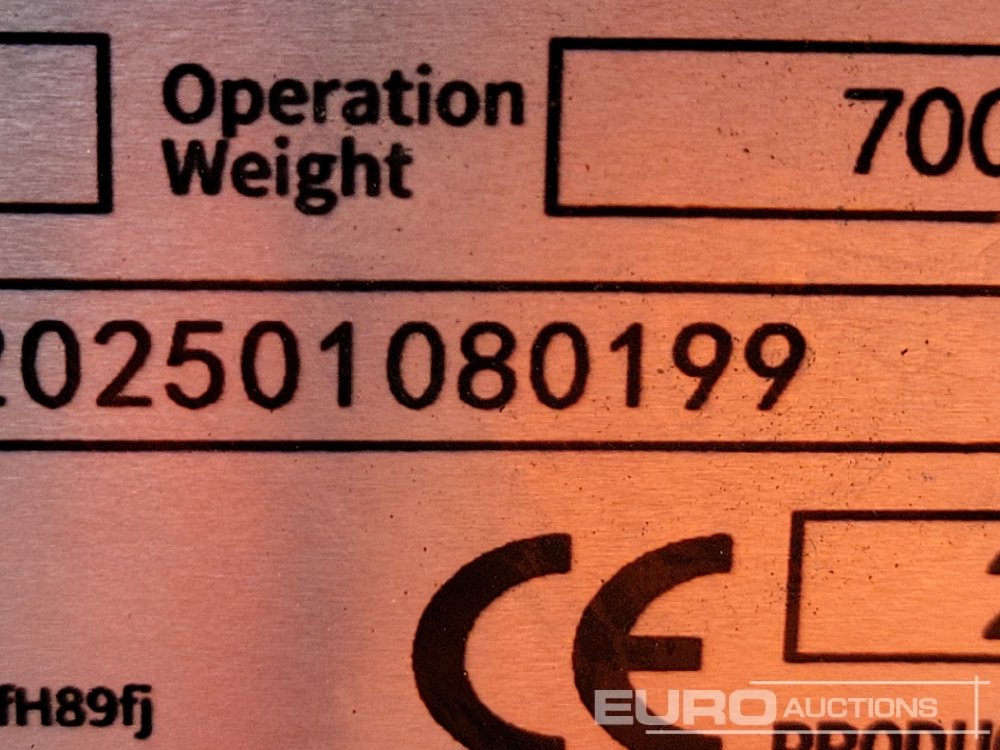 Operation
Weight
700
202501080199
CE
fH89fj
EURO AUCTIONS